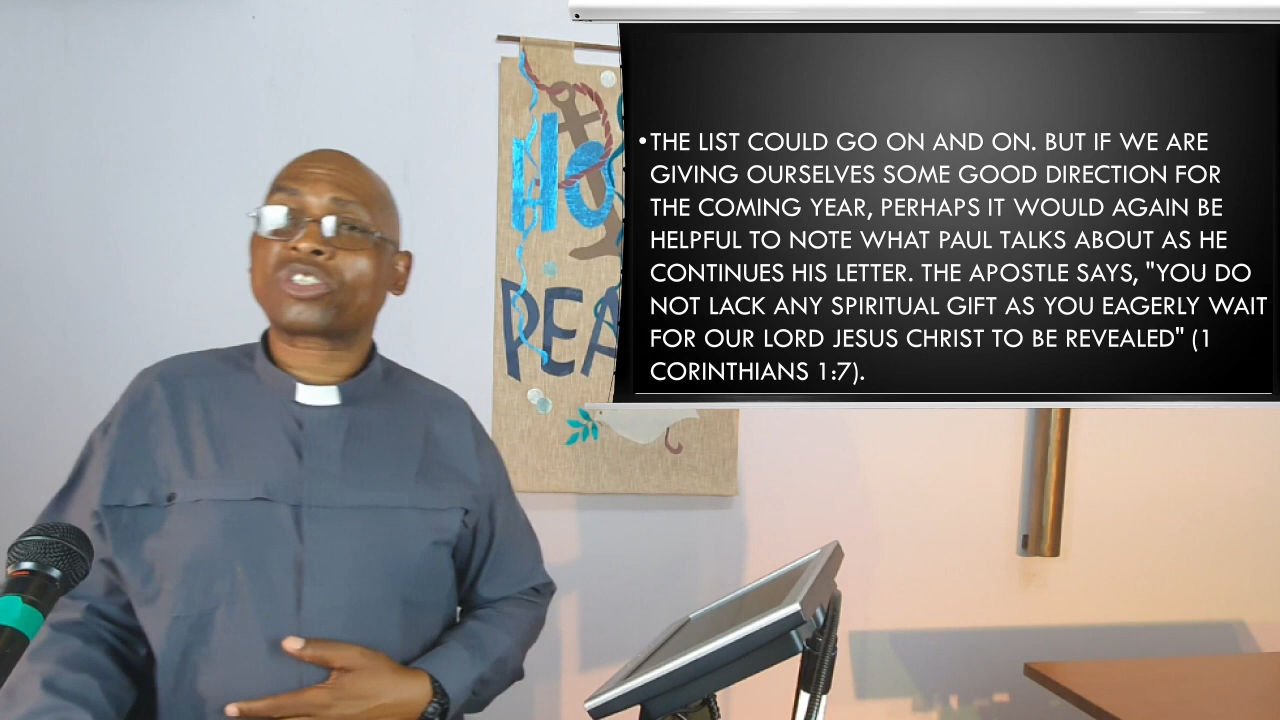 Ho
PEA
•THE LIST COULD GO ON AND ON. BUT IF WE ARE
GIVING OURSELVES SOME GOOD DIRECTION FOR
THE COMING YEAR, PERHAPS IT WOULD AGAIN BE
HELPFUL TO NOTE WHAT PAUL TALKS ABOUT AS HE
CONTINUES HIS LETTER. THE APOSTLE SAYS, "YOU DO
NOT LACK ANY SPIRITUAL GIFT AS YOU EAGERLY WAIT
FOR OUR LORD JESUS CHRIST TO BE REVEALED" (1
CORINTHIANS 1:7).